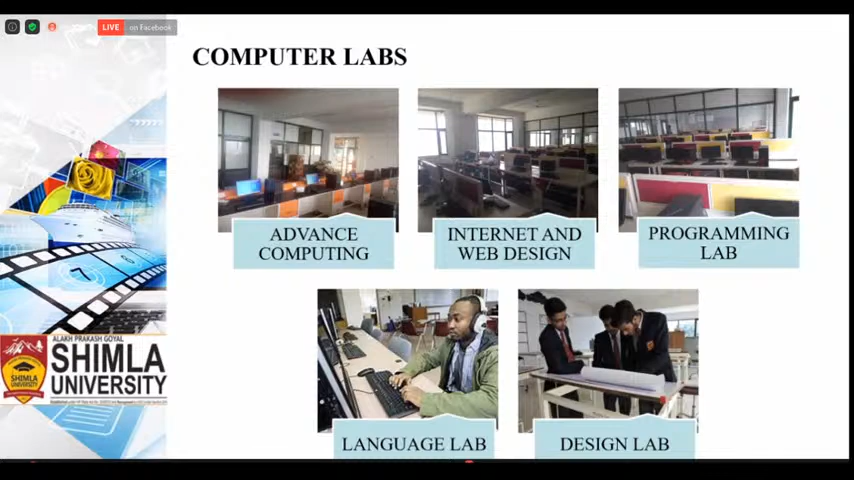 LIVE on Facebook
COMPUTER LABS
ADVANCE
COMPUTING
INTERNET AND
WEB DESIGN
PROGRAMMING
LAB
LANGUAGE LAB
DESIGN LAB
ALAKH PRAKASH GOYAL
SHIMLA
UNIVERSITY